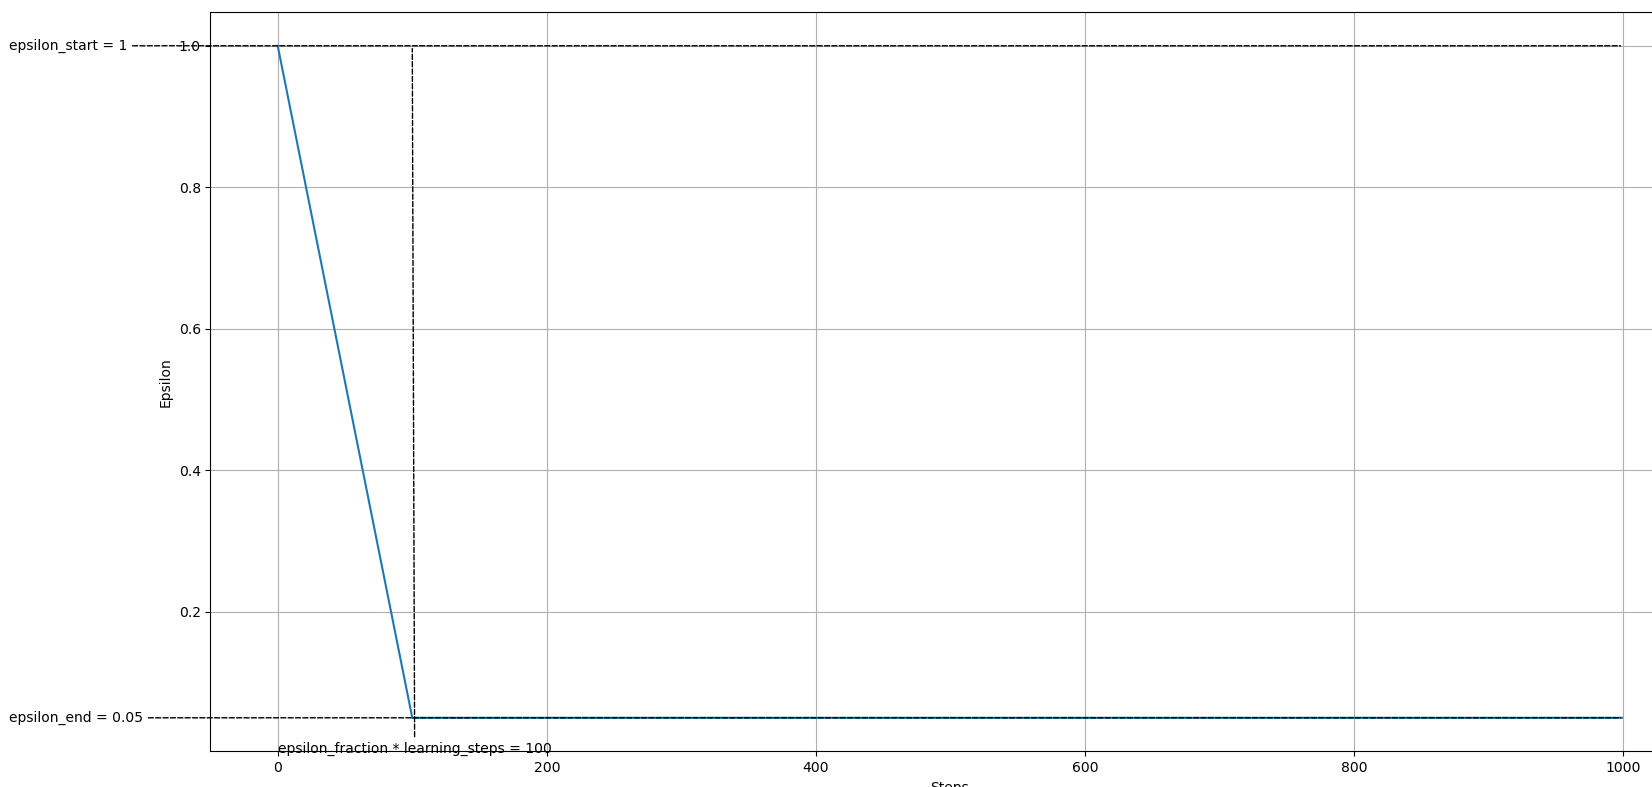 epsilon_start = 1
1.0
0.8
0.6
Epsilon
0.4
0.2
epsilon_end = 0.05
epsilon_fraction * learning_steps = 100
0 200 400 600 800 1000
Steps